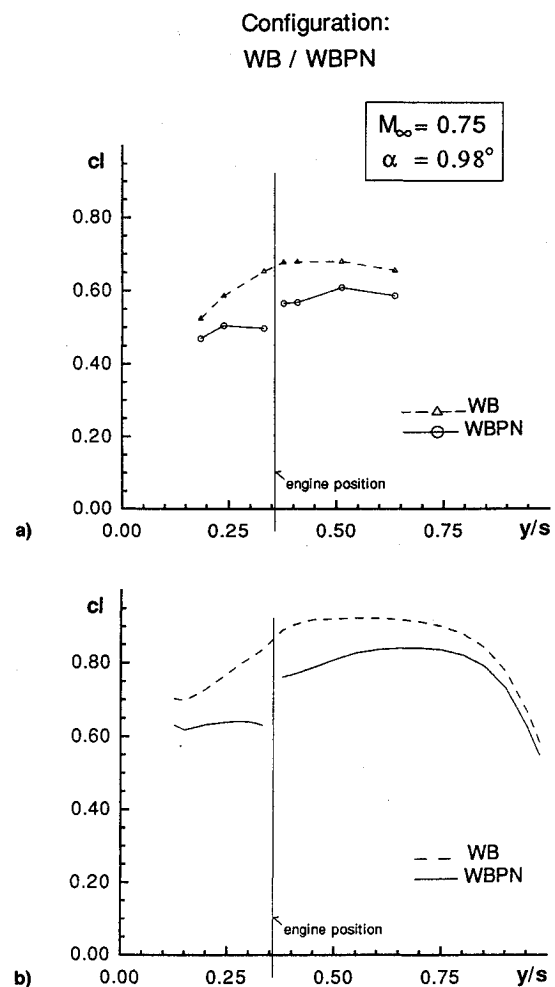 Configuration:
WB / WBPN
M∞ = 0.75
α = 0.98°
cl
0.80
0.60
0.40
0.20
0.00
WB
WBPN
engine position
a)
0.00
0.25
0.50
0.75
y/s
cl
0.80
0.60
0.40
0.20
0.00
WB
WBPN
engine position
b)
0.00
0.25
0.50
0.75
y/s